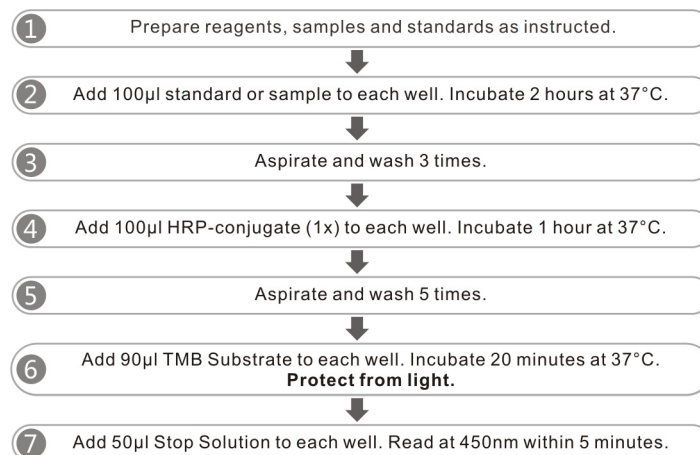 1 Prepare reagents, samples and standards as instructed.
2 Add 100µl standard or sample to each well. Incubate 2 hours at 37°C.
3 Aspirate and wash 3 times.
4 Add 100µl HRP-conjugate (1x) to each well. Incubate 1 hour at 37°C.
5 Aspirate and wash 5 times.
6 Add 90µl TMB Substrate to each well. Incubate 20 minutes at 37°C.
Protect from light.
7 Add 50µl Stop Solution to each well. Read at 450nm within 5 minutes.